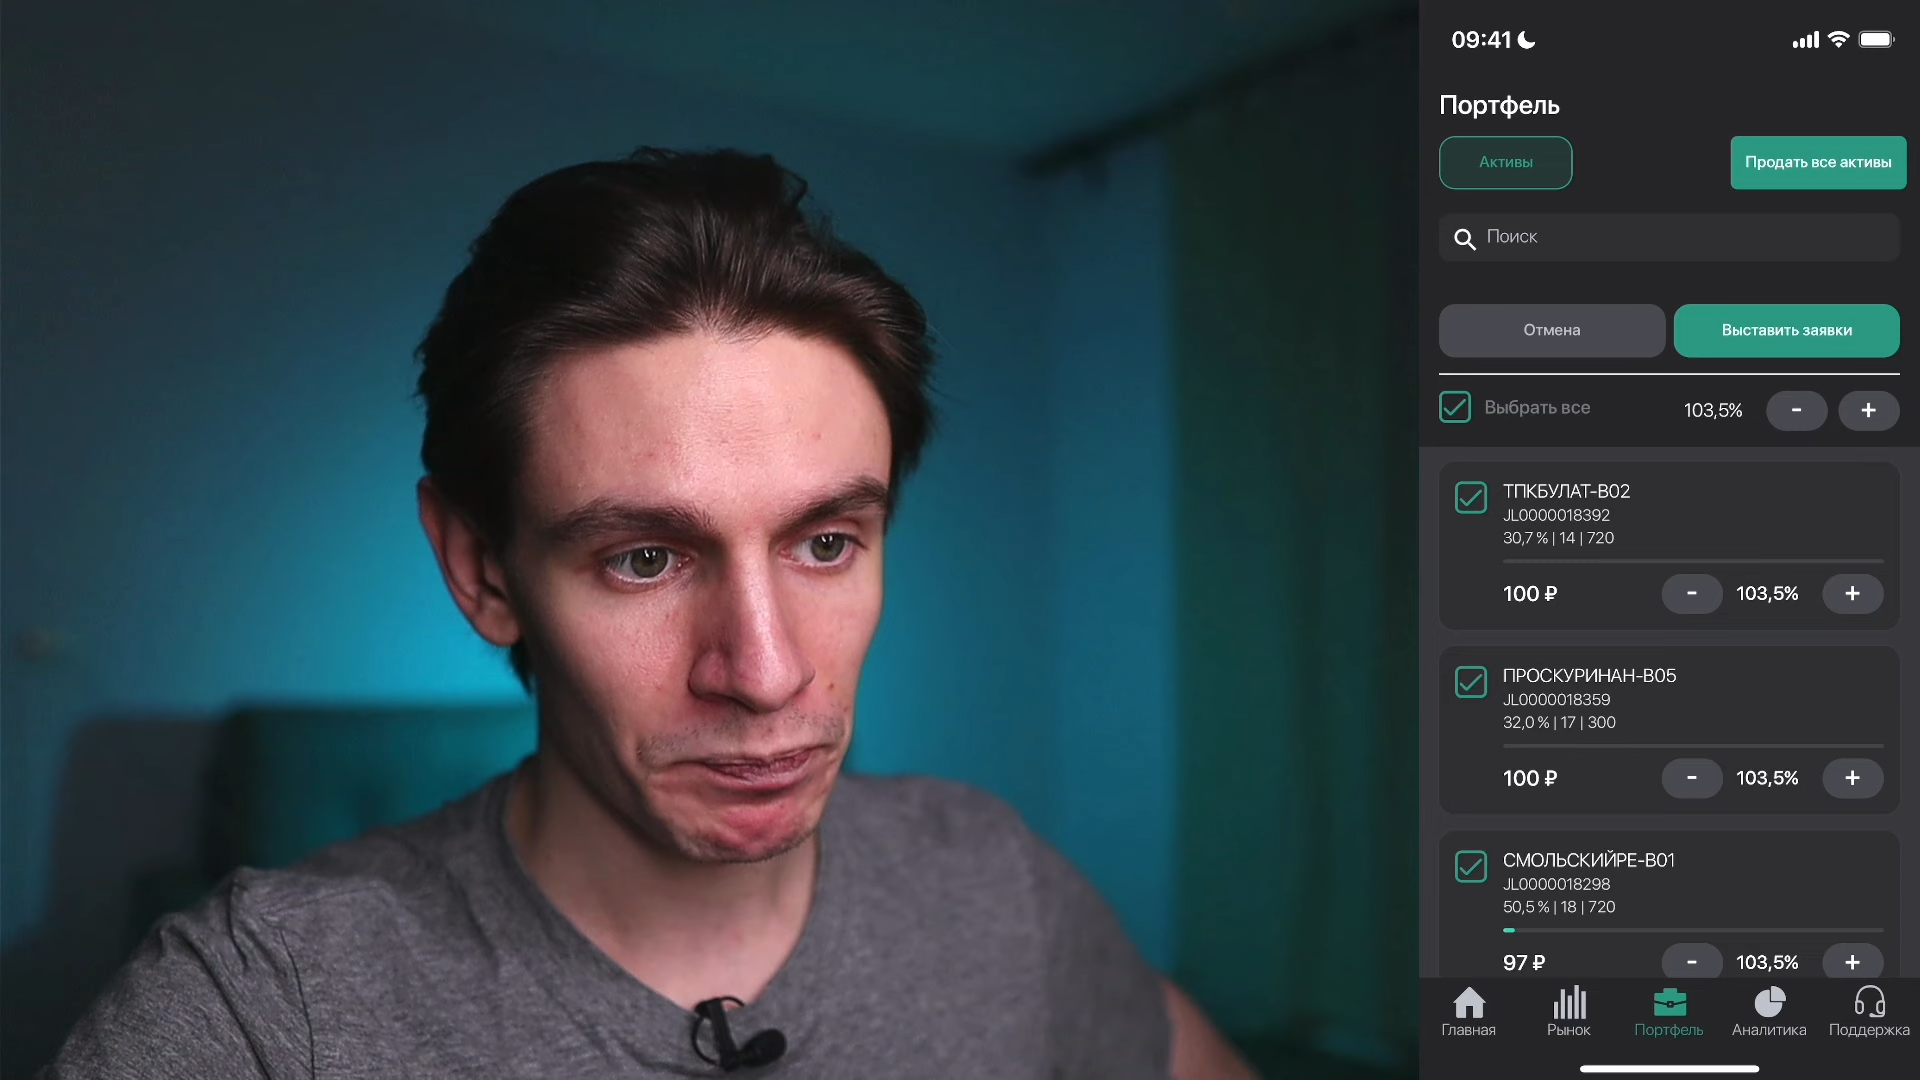 09:41
Портфель
Активы
Продать все активы
Поиск
Отмена
Выставить заявки
Выбрать все
103,5%
-
+
ТПКБУЛАТ-В02
JL0000018392
30,7 % | 14 | 720
100 ₽
-
103,5%
+
ПРОСКУРИНАН-В05
JL0000018359
32,0 % | 17 | 300
100 ₽
-
103,5%
+
СМОЛЬСКИЙРЕ-В01
JL0000018298
50,5 % | 18 | 720
97 ₽
-
103,5%
+
Главная
Рынок
Портфель
Аналитика
Поддержка